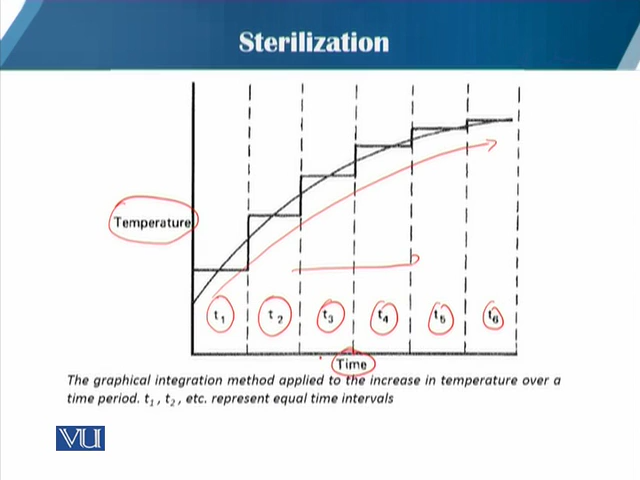 Sterilization
Temperature
t₁ t₂ t₃ t₄ t₅ t₆
Time
The graphical integration method applied to the increase in temperature over a
time period. t₁ , t₂ , etc. represent equal time intervals
VU